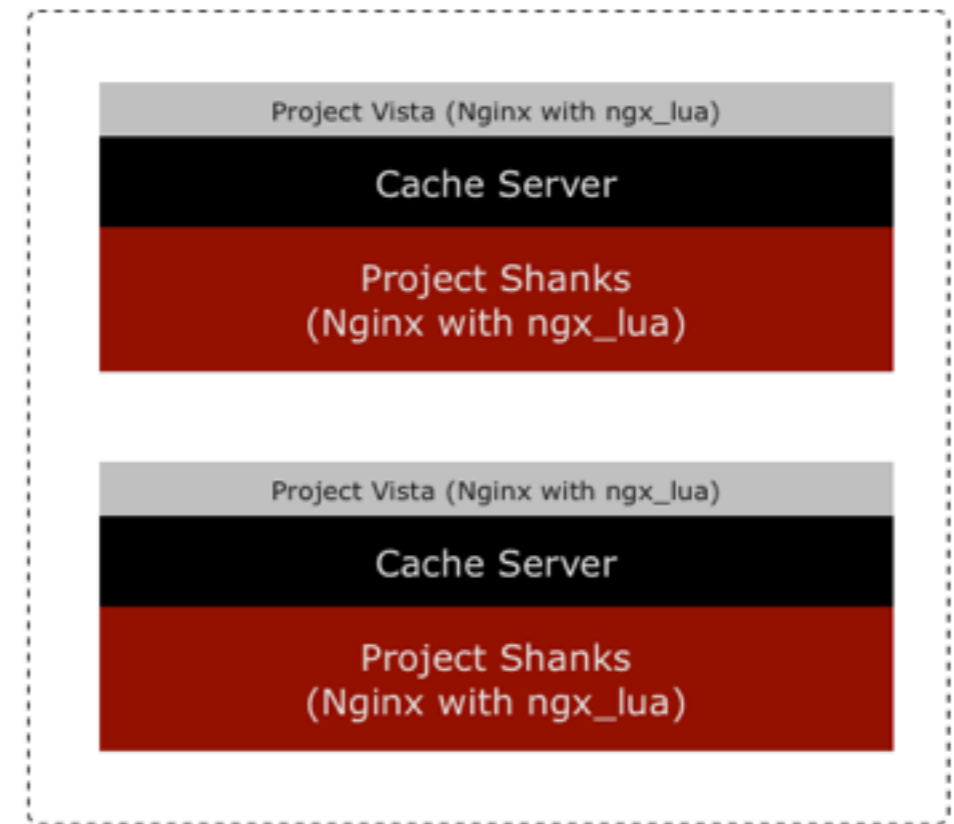 Project Vista (Nginx with ngx_lua)
Cache Server
Project Shanks
(Nginx with ngx_lua)
Project Vista (Nginx with ngx_lua)
Cache Server
Project Shanks
(Nginx with ngx_lua)